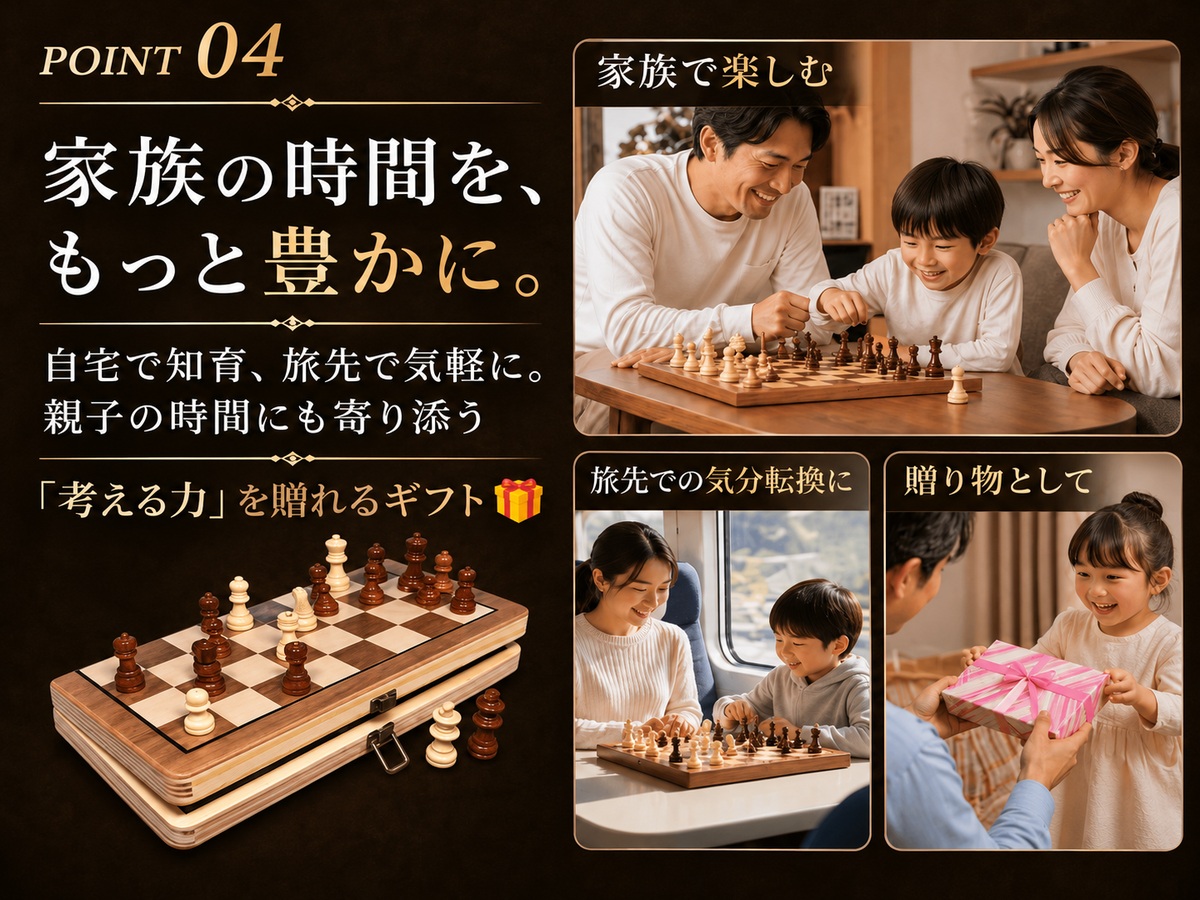 POINT 04
家族の時間を、
もっと豊かに。
自宅で知育、旅先で気軽に。
親子の時間にも寄り添う
「考える力」を贈れるギフト🎁
家族で楽しむ
旅先での気分転換に
贈り物として